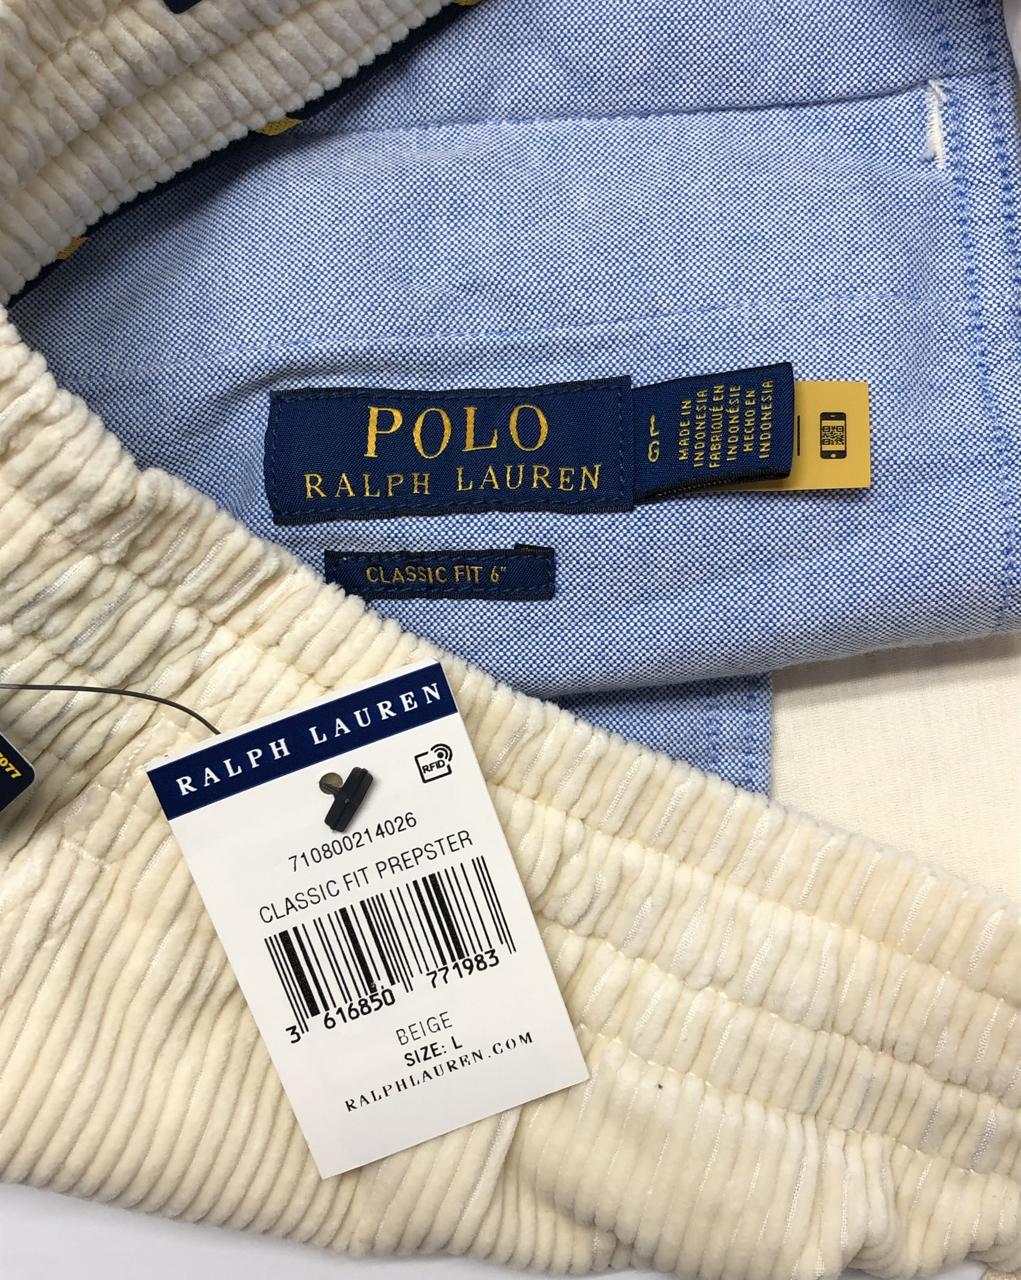 POLO
RALPH LAUREN
L
G
MADE IN
INDONESIA
FABRIQUÉ EN
INDONÉSIE
HECHO EN
INDONESIA
CLASSIC FIT 6"
RALPH LAUREN
RFID
710800214026
CLASSIC FIT PREPSTER
3 616850 771983
BEIGE
SIZE: L
RALPHLAUREN.COM